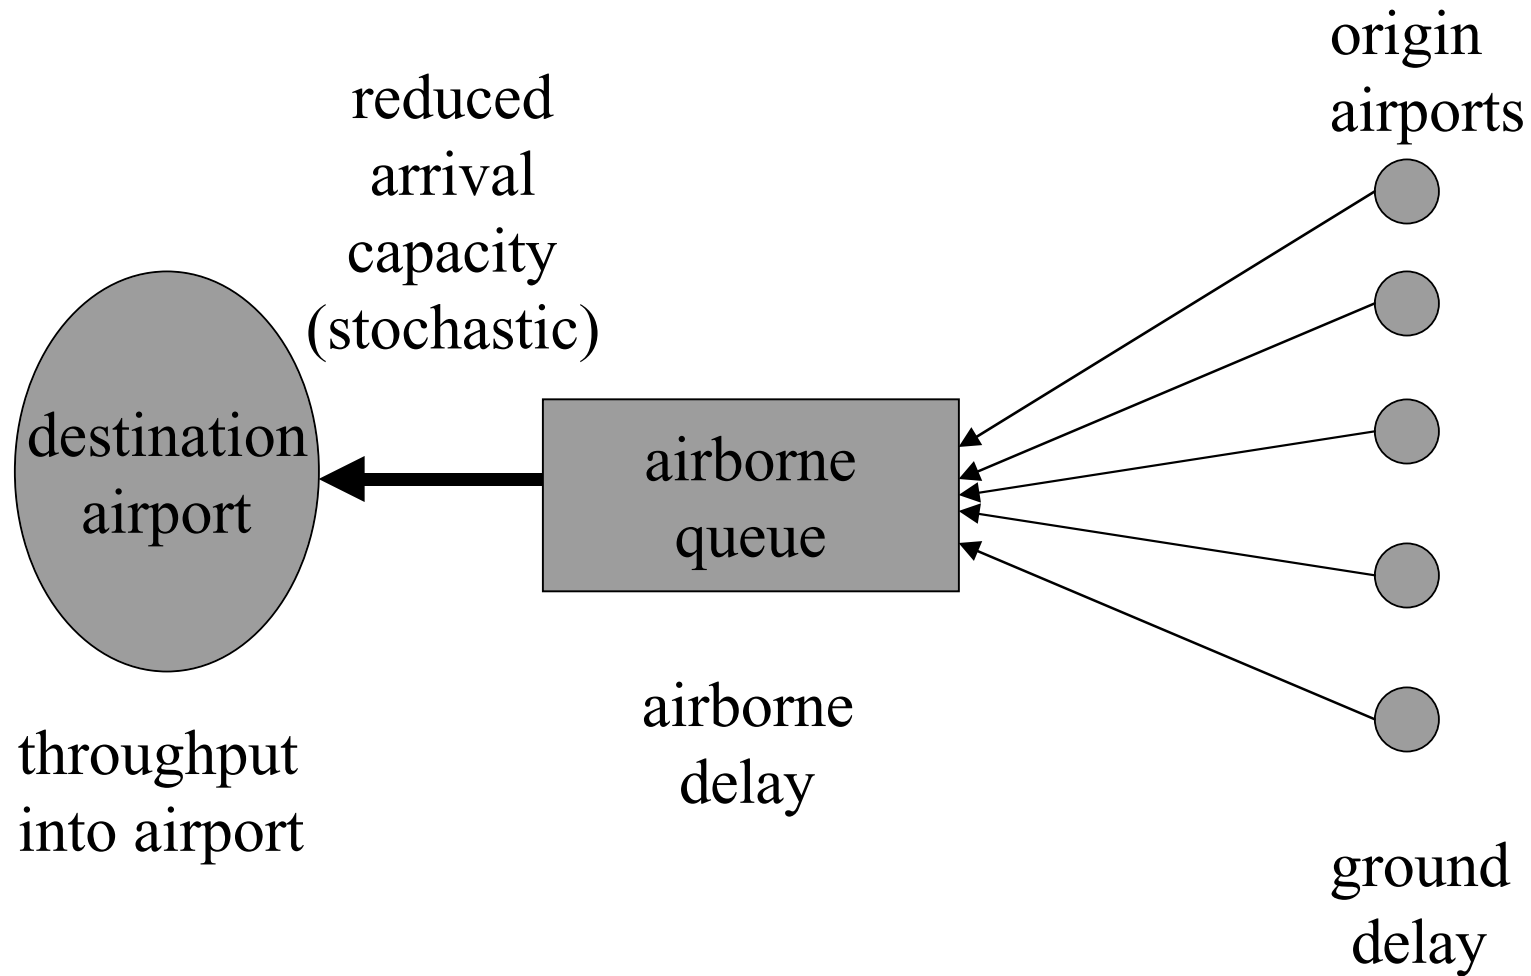 origin
airports
reduced
arrival
capacity
(stochastic)
destination
airport
airborne
queue
airborne
delay
throughput
into airport
ground
delay